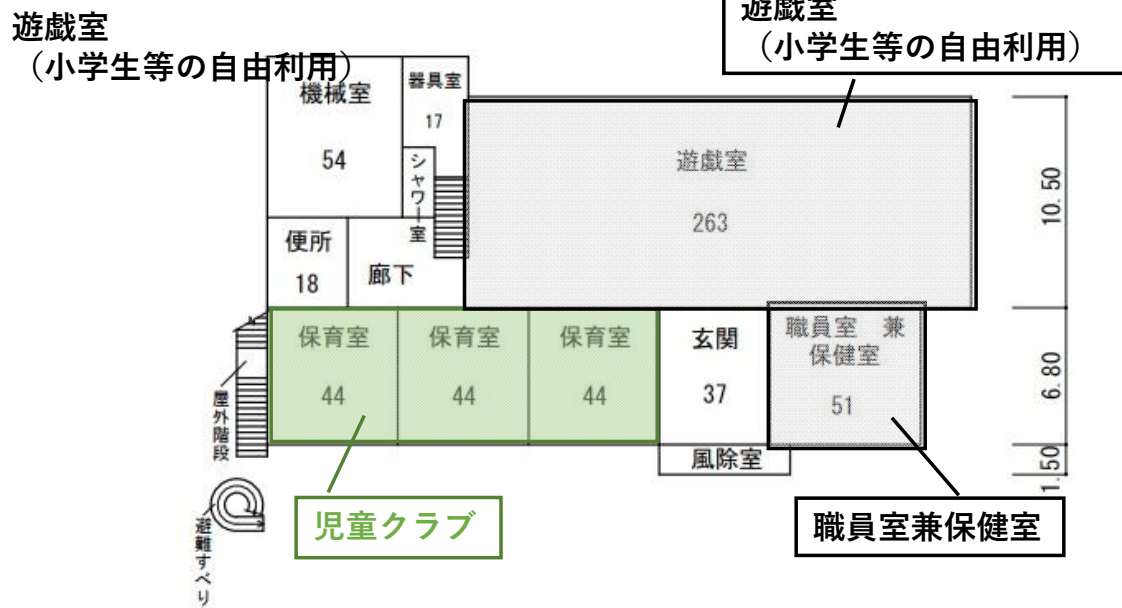 遊戯室
（小学生等の自由利用）
遊戯室
（小学生等の自由利用）
機械室
54
器具室
17
シャワー室
遊戯室
263
10.50
便所
18
廊下
保育室
44
保育室
44
保育室
44
玄関
37
職員室 兼
保健室
51
6.80
屋外階段
風除室
1.50
避難すべり
児童クラブ
職員室兼保健室